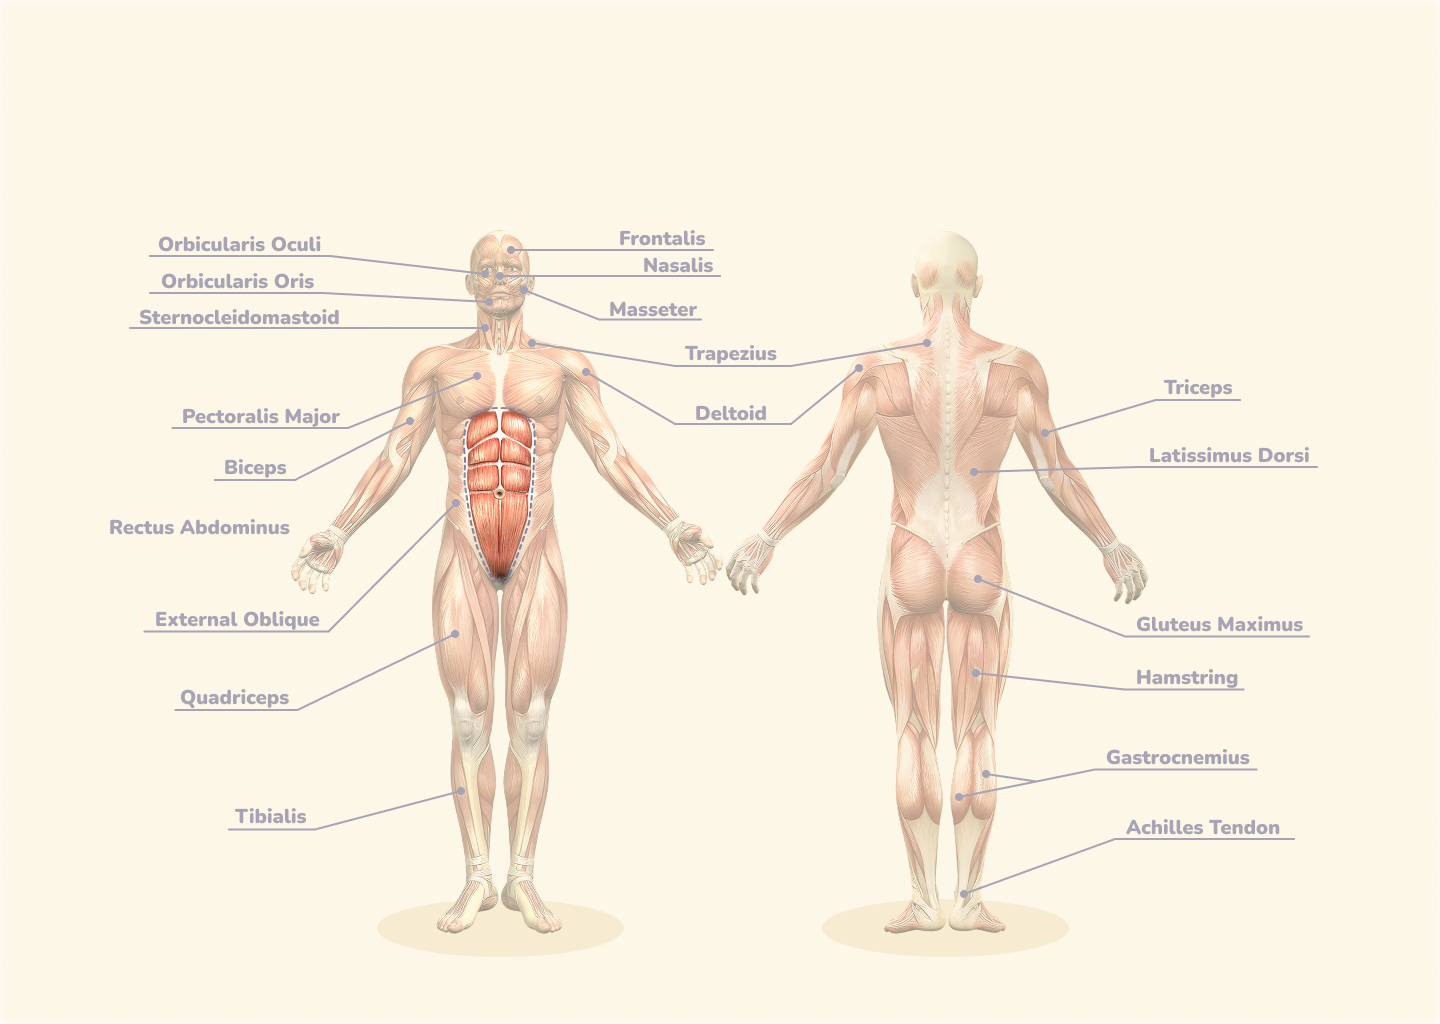 Orbicularis Oculi
Frontalis
Nasalis
Orbicularis Oris
Masseter
Sternocleidomastoid
Trapezius
Triceps
Pectoralis Major
Deltoid
Biceps
Latissimus Dorsi
Rectus Abdominus
External Oblique
Gluteus Maximus
Quadriceps
Hamstring
Gastrocnemius
Tibialis
Achilles Tendon